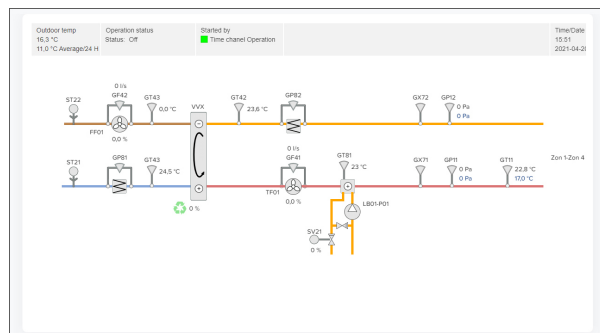 Outdoor temp
16,3 °C
11.0 °C Average/24 H
Operation status
Status: Off
Started by
Time chanel Operation
Time/Date
15:51
0 l/s
GF42
ST22
GT43
0,0 °C
VVX
GT42
23,6 °C
GP82
GX72
GP12
0 Pa
0 Pa
FF01
0,0 %
ST21
GP81
GT43
24,5 °C
0 l/s
GF41
GT81
23 °C
GX71
GP11
0 Pa
0 Pa
GT11
22,8 °C
17,0 °C
Zon 1-Zon 4
TF01
0,0 %
0 %
LB01-P01
SV21
0 %